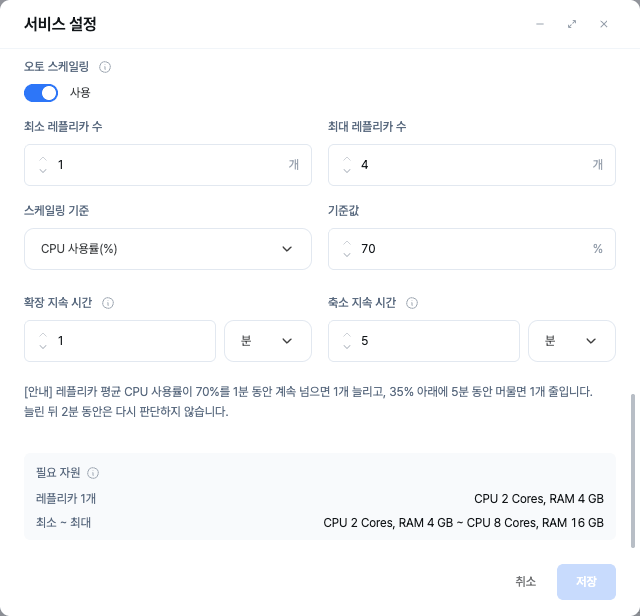 서비스 설정
오토 스케일링
사용
최소 레플리카 수
최대 레플리카 수
1 개
4 개
스케일링 기준
기준값
CPU 사용률(%)
70 %
확장 지속 시간
축소 지속 시간
1 분
5 분
[안내] 레플리카 평균 CPU 사용률이 70%를 1분 동안 계속 넘으면 1개 늘리고, 35% 아래에 5분 동안 머물면 1개 줄입니다.
늘린 뒤 2분 동안은 다시 판단하지 않습니다.
필요 자원
레플리카 1개 CPU 2 Cores, RAM 4 GB
최소 ~ 최대 CPU 2 Cores, RAM 4 GB ~ CPU 8 Cores, RAM 16 GB
취소 저장